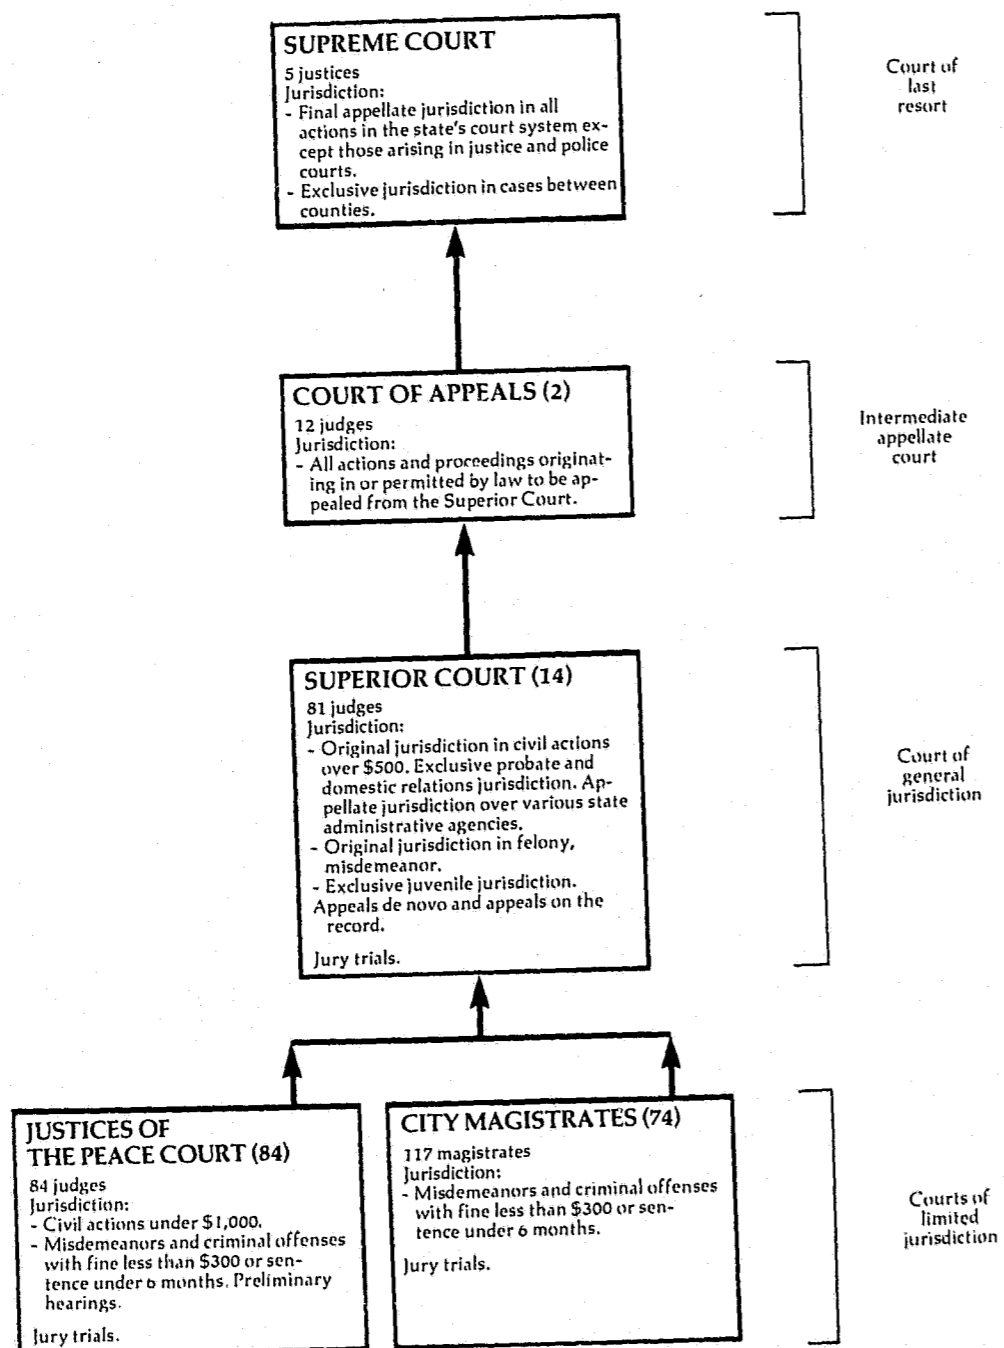 SUPREME COURT
5 justices
Jurisdiction:
- Final appellate jurisdiction in all
actions in the state's court system ex-
cept those arising in justice and police
courts.
- Exclusive jurisdiction in cases between
counties.
Court of
last
resort
COURT OF APPEALS (2)
12 judges
Jurisdiction:
- All actions and proceedings originat-
ing in or permitted by law to be ap-
pealed from the Superior Court.
Intermediate
appellate
court
SUPERIOR COURT (14)
81 judges
Jurisdiction:
- Original jurisdiction in civil actions
over $500. Exclusive probate and
domestic relations jurisdiction. Ap-
pellate jurisdiction over various state
administrative agencies.
- Original jurisdiction in felony,
misdemeanor.
- Exclusive juvenile jurisdiction.
Appeals de novo and appeals on the
record.
Jury trials.
Court of
general
jurisdiction
JUSTICES OF
THE PEACE COURT (84)
84 judges
Jurisdiction:
- Civil actions under $1,000.
- Misdemeanors and criminal offenses
with fine less than $300 or sen-
tence under 6 months. Preliminary
hearings.
Jury trials.
CITY MAGISTRATES (74)
117 magistrates
Jurisdiction:
- Misdemeanors and criminal offenses
with fine less than $300 or sen-
tence under 6 months.
Jury trials.
Courts of
limited
jurisdiction